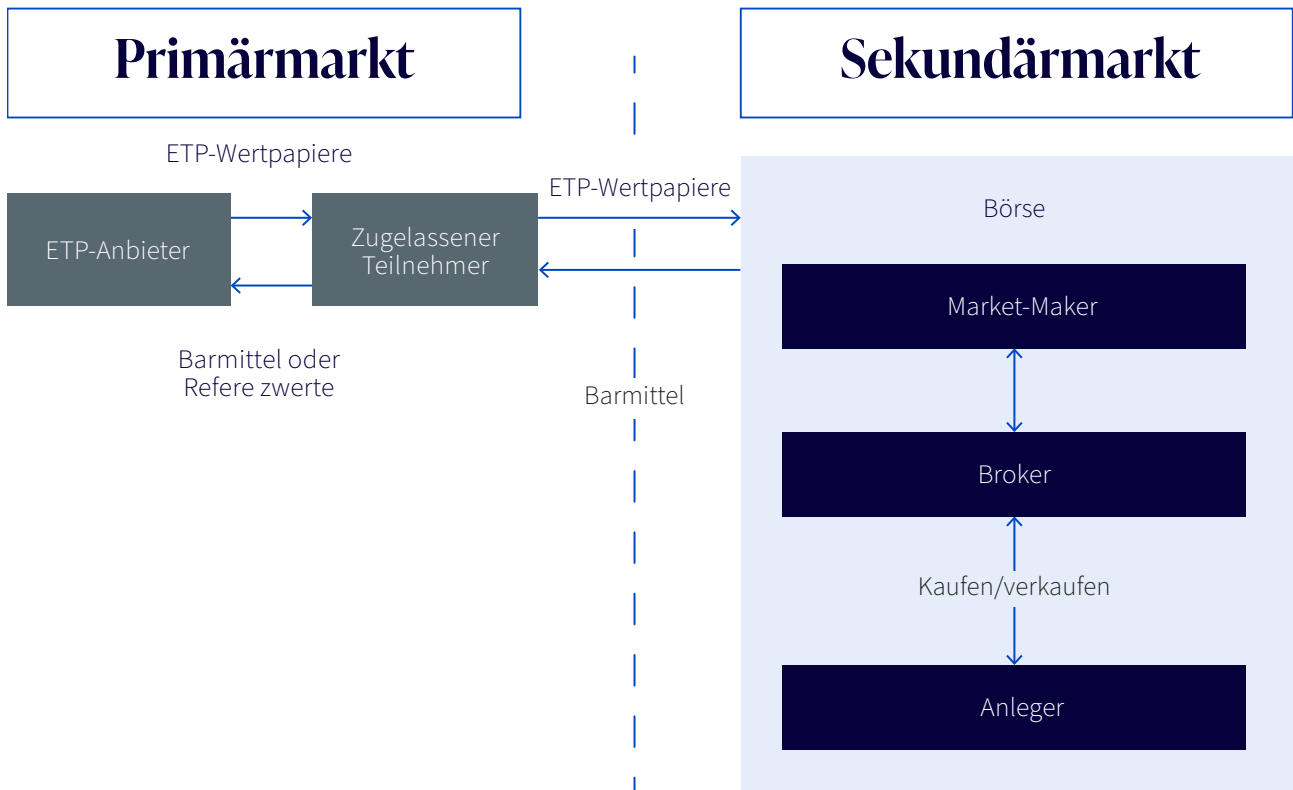 Primärmarkt
Sekundärmarkt
ETP-Wertpapiere
ETP-Wertpapiere
ETP-Anbieter
Zugelassener
Teilnehmer
Barmittel oder
Refere zwerte
Barmittel
Börse
Market-Maker
Broker
Kaufen/verkaufen
Anleger